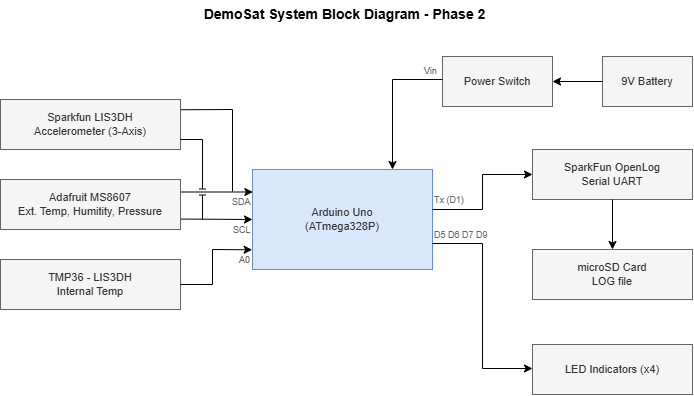 DemoSat System Block Diagram - Phase 2
Vin
Power Switch
9V Battery
Sparkfun LIS3DH
Accelerometer (3-Axis)
Adafruit MS8607
Ext. Temp, Humitity, Pressure
TMP36 - LIS3DH
Internal Temp
SDA
SCL
A0
Arduino Uno
(ATmega328P)
Tx (D1)
D5 D6 D7 D9
SparkFun OpenLog
Serial UART
microSD Card
LOG file
LED Indicators (x4)